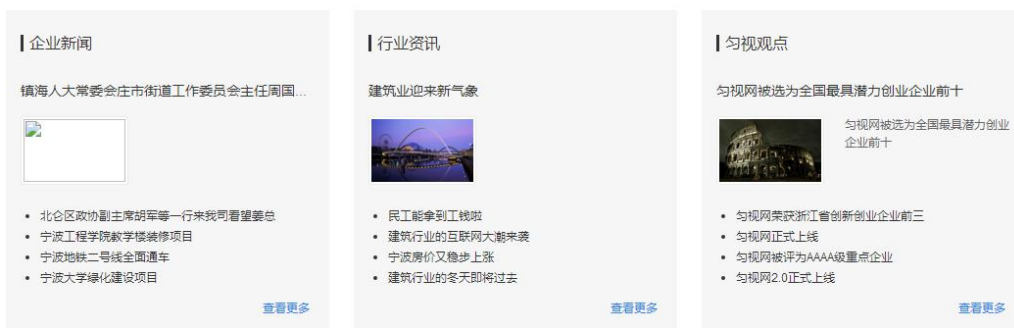 企业新闻
镇海人大常委会庄市街道工作委员会主任周国...
北仑区政协副主席胡军等一行来我司看望姜总
宁波工程学院教学楼装修项目
宁波地铁二号线全面通车
宁波大学绿化建设项目
查看更多
行业资讯
建筑业迎来新气象
民工能拿到工钱啦
建筑行业的互联网大潮来袭
宁波房价又稳步上涨
建筑行业的冬天即将过去
查看更多
匀视观点
匀视网被选为全国最具潜力创业企业前十
匀视网被选为全国最具潜力创业
企业前十
匀视网荣获浙江省创新创业企业前三
匀视网正式上线
匀视网被评为AAAA级重点企业
匀视网2.0正式上线
查看更多